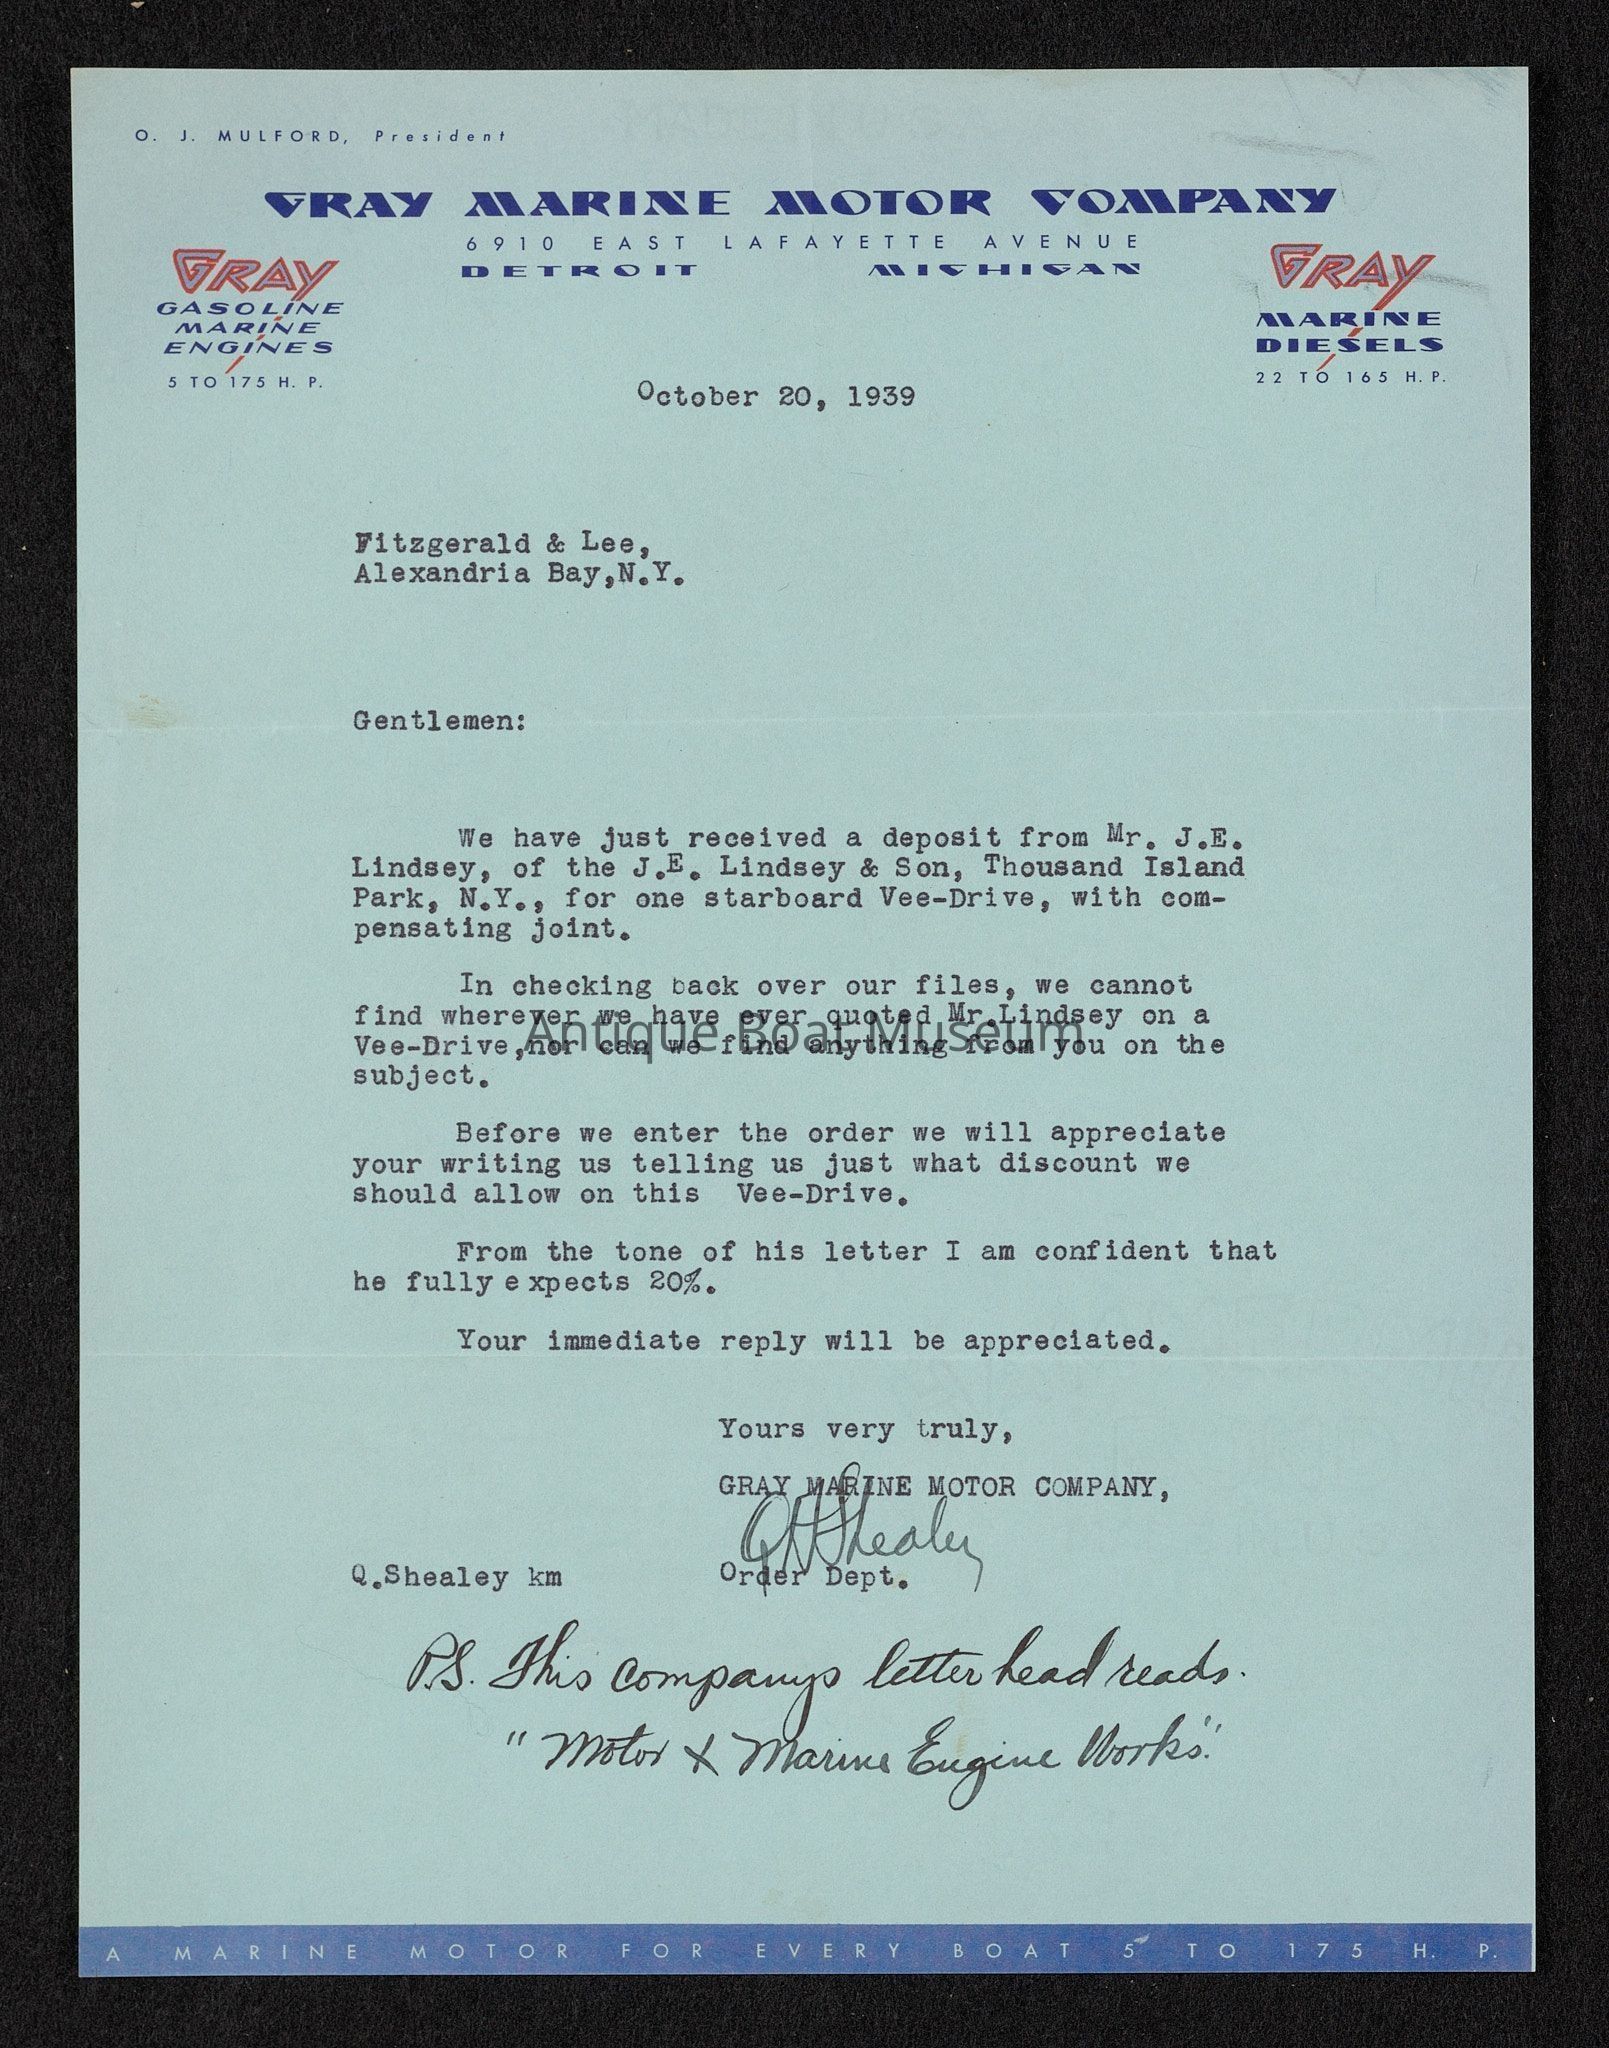 O. J. MULFORD, President
GRAY MARINE MOTOR COMPANY
6910 EAST LAFAYETTE AVENUE
DETROIT MICHIGAN
GRAY
GASOLINE
MARINE
ENGINES
5 TO 175 H. P.
GRAY
MARINE
DIESELS
22 TO 165 H. P.
October 20, 1939
Fitzgerald & Lee,
Alexandria Bay,N.Y.
Gentlemen:
We have just received a deposit from Mr. J.E.
Lindsey, of the J.E. Lindsey & Son, Thousand Island
Park, N.Y., for one starboard Vee-Drive, with com-
pensating joint.
In checking back over our files, we cannot
find wherever we have ever quoted Mr.Lindsey on a
Antique Boat Museum
Vee-Drive,nor can we find anything from you on the
subject.
Before we enter the order we will appreciate
your writing us telling us just what discount we
should allow on this Vee-Drive.
From the tone of his letter I am confident that
he fully expects 20%.
Your immediate reply will be appreciated.
Yours very truly,
GRAY MARINE MOTOR COMPANY,
Q Shealey
Q.Shealey km Order Dept.
P.S. This companys letter head reads.
"Motor & Marine Engine Works".
A MARINE MOTOR FOR EVERY BOAT 5 TO 175 H. P.